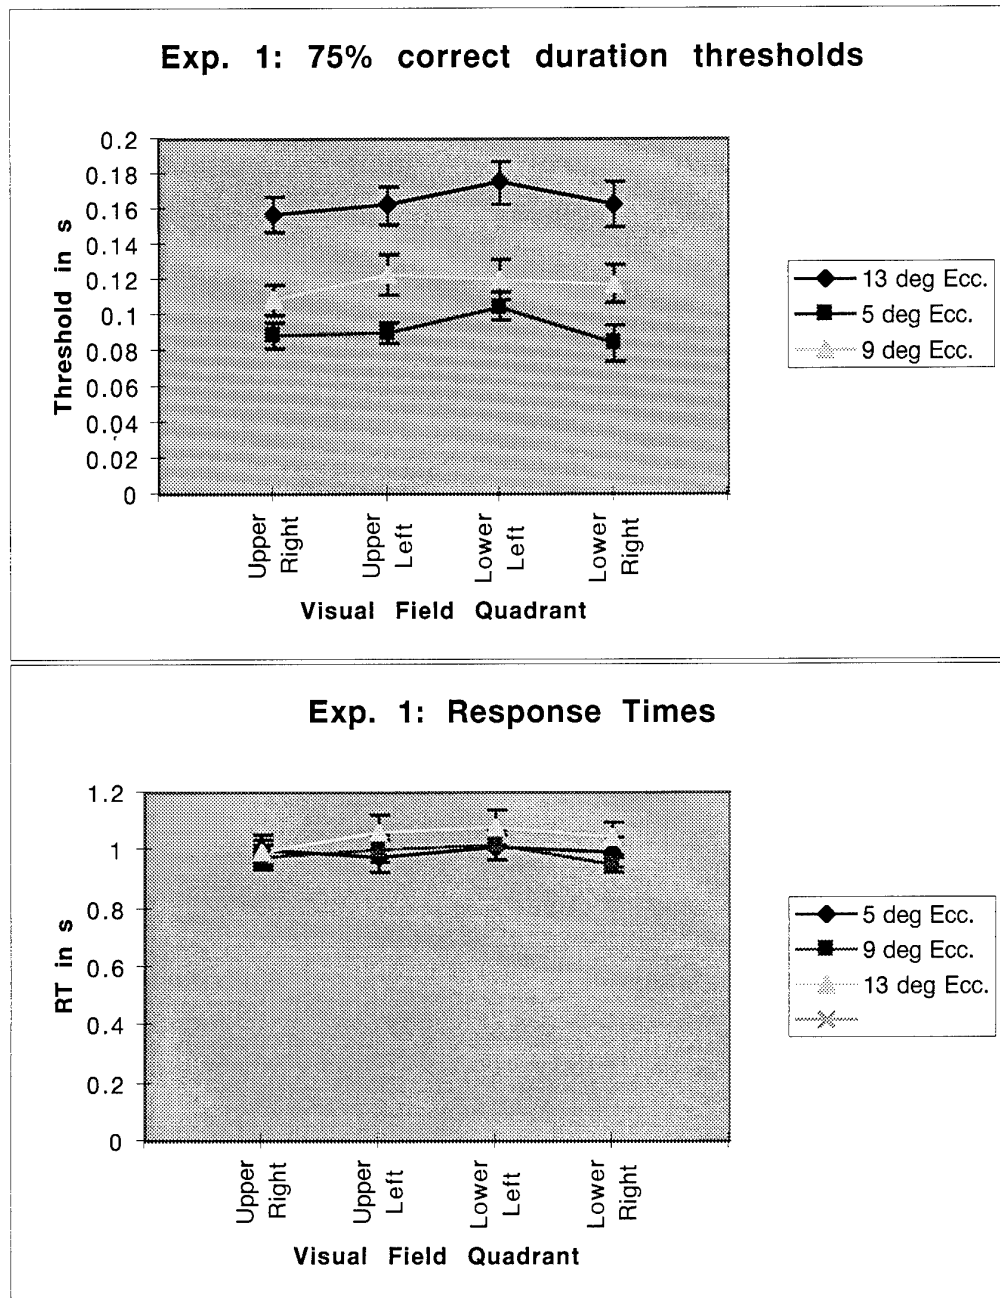 Exp. 1: 75% correct duration thresholds
0.2
0.18
0.16
0.14
0.12
0.1
0.08
0.06
0.04
0.02
0
Threshold in s
Upper Right
Upper Left
Lower Left
Lower Right
Visual Field Quadrant
13 deg Ecc.
5 deg Ecc.
9 deg Ecc.
Exp. 1: Response Times
1.2
1
0.8
0.6
0.4
0.2
0
RT in s
Upper Right
Upper Left
Lower Left
Lower Right
Visual Field Quadrant
5 deg Ecc.
9 deg Ecc.
13 deg Ecc.